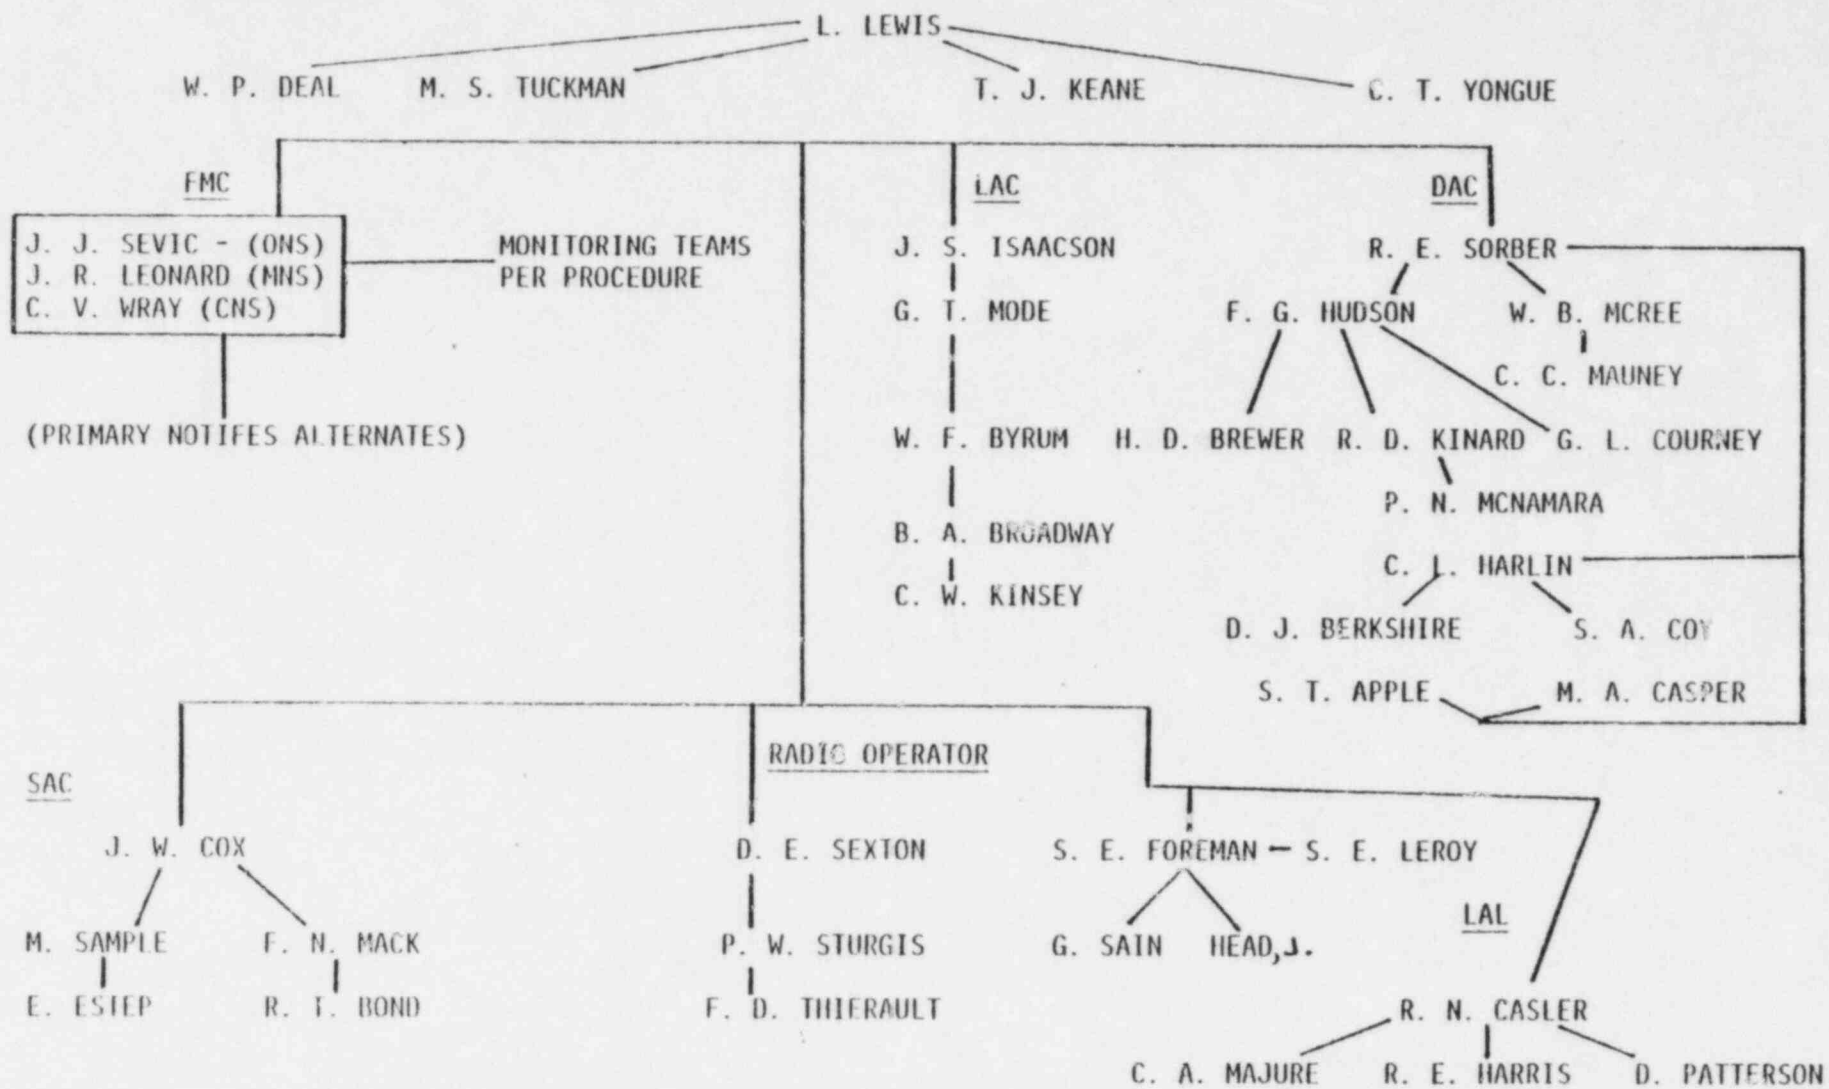 L. LEWIS
W. P. DEAL
M. S. TUCKMAN
T. J. KEANE
C. T. YONGUE
FMC
J. J. SEVIC - (ONS)
J. R. LEONARD (MNS)
C. V. WRAY (CNS)
MONITORING TEAMS
PER PROCEDURE
(PRIMARY NOTIFES ALTERNATES)
LAC
J. S. ISAACSON
G. T. MODE
W. F. BYRUM
B. A. BROADWAY
C. W. KINSEY
DAC
R. E. SORBER
F. G. HUDSON
W. B. MCREE
C. C. MAUNEY
H. D. BREWER
R. D. KINARD
G. L. COURNEY
P. N. MCNAMARA
C. L. HARLIN
D. J. BERKSHIRE
S. A. COY
S. T. APPLE
M. A. CASPER
SAC
J. W. COX
M. SAMPLE
F. N. MACK
E. ESTEP
R. T. BOND
RADIO OPERATOR
D. E. SEXTON
P. W. STURGIS
F. D. THIERAULT
S. E. FOREMAN - S. E. LEROY
G. SAIN
HEAD, J.
LAL
R. N. CASLER
C. A. MAJURE
R. E. HARRIS
D. PATTERSON